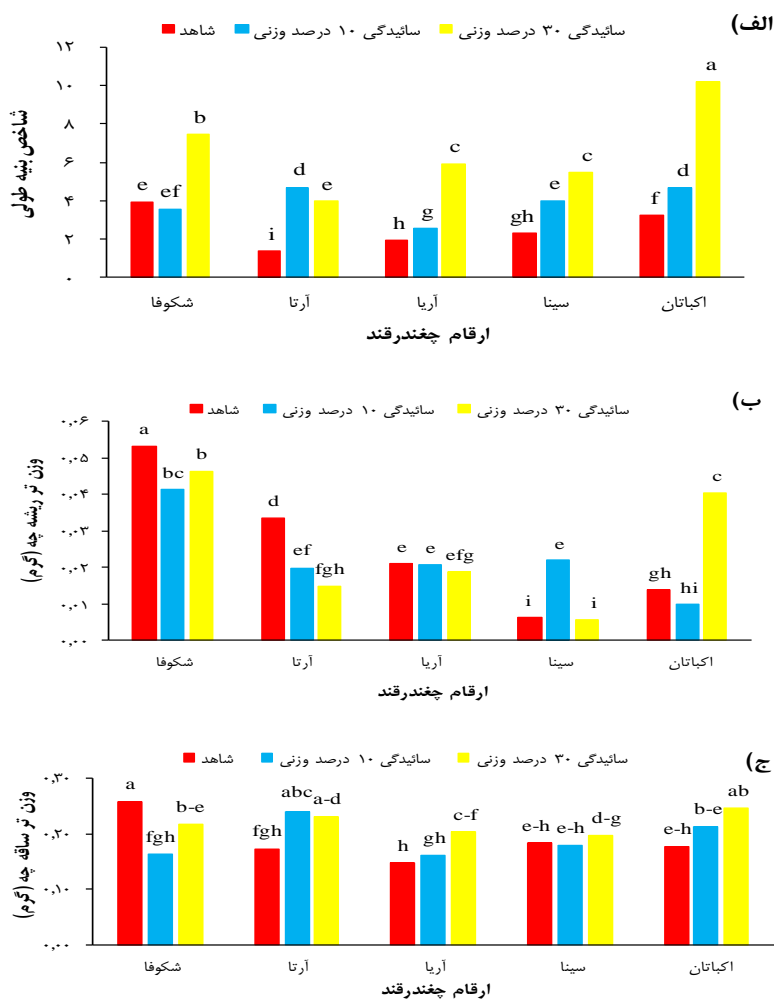 الف)
شاهد سائیدگی ۱۰ درصد وزنی سائیدگی ۳۰ درصد وزنی
شاخص بنیه طولی
۱۲
۱۰
۸
۶
۴
۲
۰
e ef b
i d e
h g c
gh e c
f d a
شکوفا آرتا آریا سینا اکباتان
ارقام چغندرقند
ب)
شاهد سائیدگی ۱۰ درصد وزنی سائیدگی ۳۰ درصد وزنی
وزن تر ریشه چه (گرم)
۰,۰۶
۰,۰۵
۰,۰۴
۰,۰۳
۰,۰۲
۰,۰۱
۰,۰۰
a bc b
d ef fgh
e e efg
i e i
gh hi c
شکوفا آرتا آریا سینا اکباتان
ارقام چغندرقند
ج)
شاهد سائیدگی ۱۰ درصد وزنی سائیدگی ۳۰ درصد وزنی
وزن تر ساقه چه (گرم)
۰,۳۰
۰,۲۰
۰,۱۰
۰,۰۰
a fgh b-e
fgh abc a-d
h gh c-f
e-h e-h d-g
e-h b-e ab
شکوفا آرتا آریا سینا اکباتان
ارقام چغندرقند